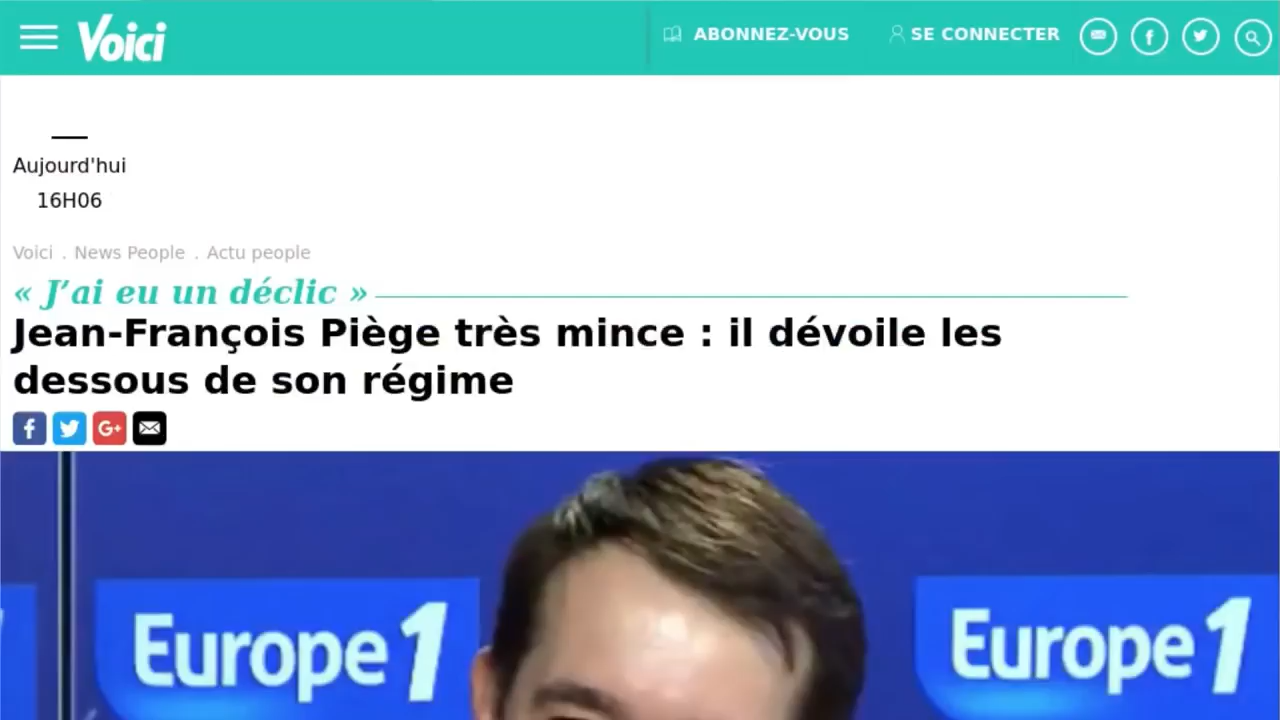 Voici
ABONNEZ-VOUS
SE CONNECTER
Aujourd'hui
16H06
Voici . News People . Actu people
« J’ai eu un déclic »
Jean-François Piège très mince : il dévoile les
dessous de son régime
Europe 1
Europe 1